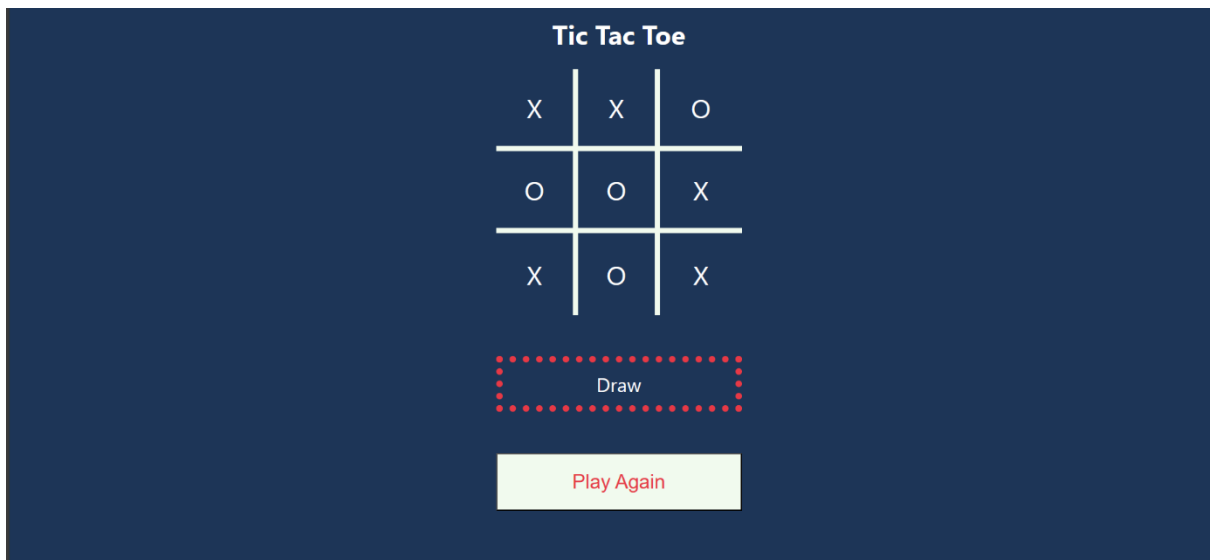 Tic Tac Toe
X X O
O O X
X O X
Draw
Play Again